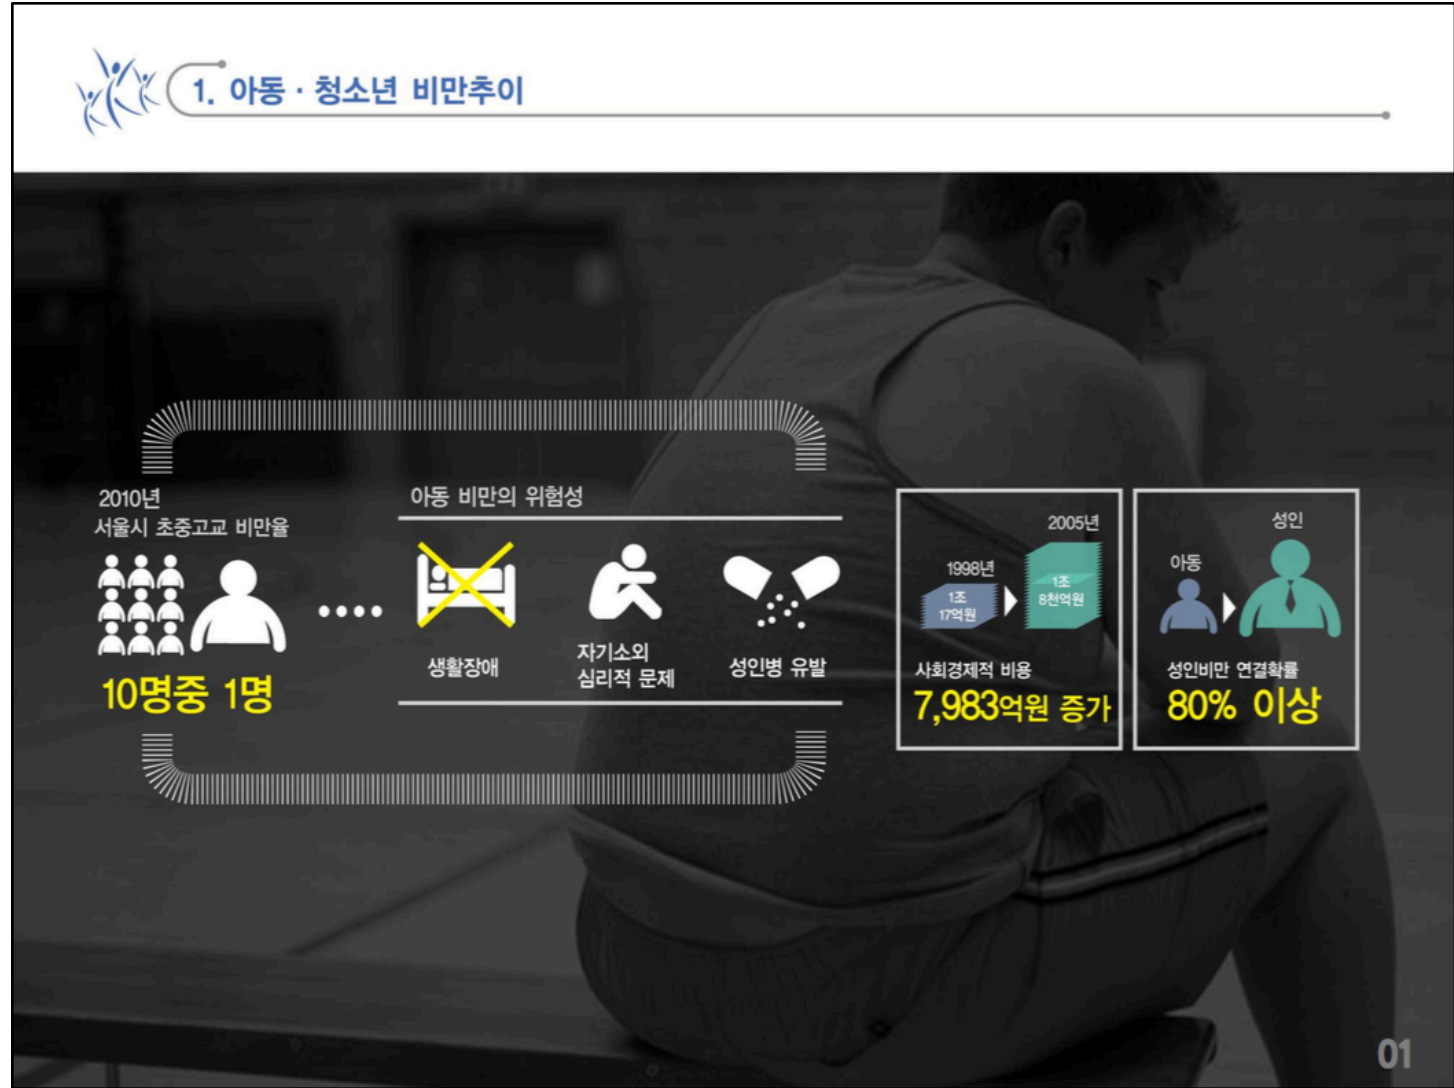 1. 아동 · 청소년 비만추이
2010년
서울시 초중고교 비만율
10명중 1명
아동 비만의 위험성
생활장애
자기소외
심리적 문제
성인병 유발
1998년
1조
17억원
2005년
1조
8천억원
사회경제적 비용
7,983억원 증가
아동
성인
성인비만 연결확률
80% 이상
01